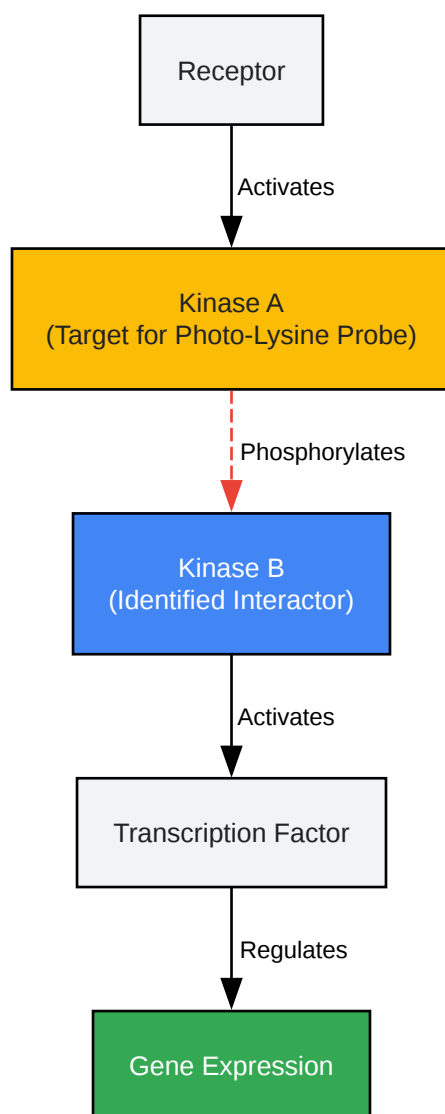 Receptor
Activates
Kinase A
(Target for Photo-Lysine Probe)
Phosphorylates
Kinase B
(Identified Interactor)
Activates
Transcription Factor
Regulates
Gene Expression